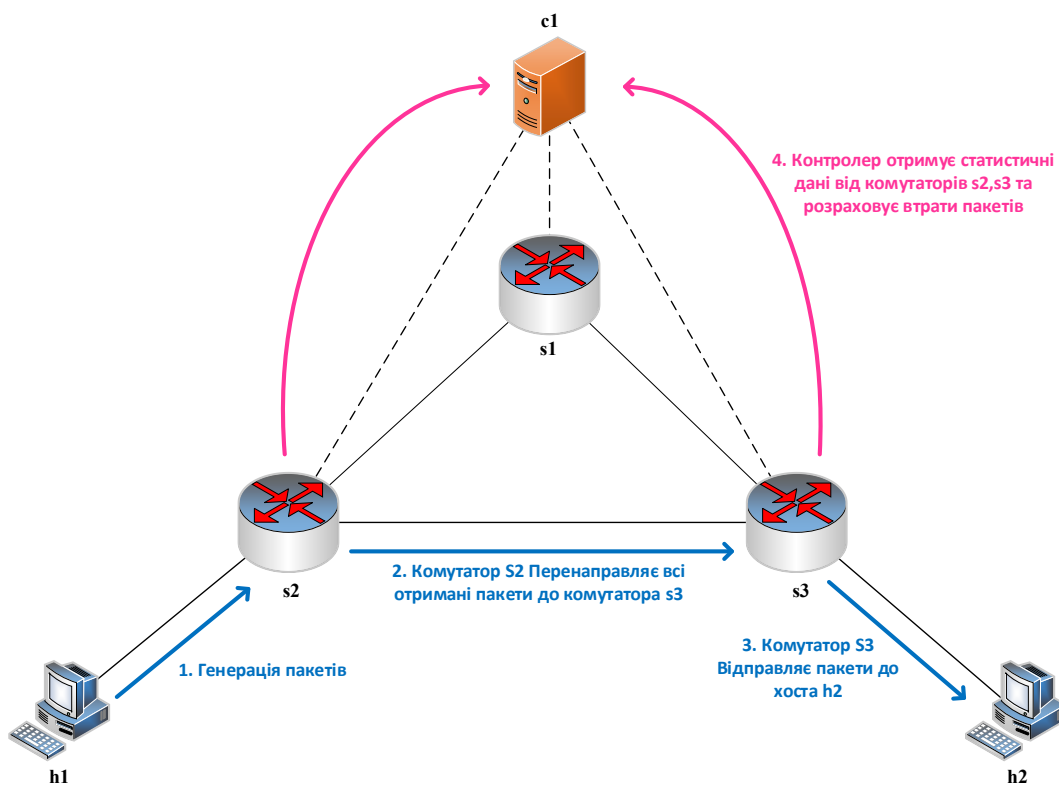 c1
4. Контролер отримує статистичні
дані від комутаторів s2,s3 та
розраховує втрати пакетів
s1
s2
s3
2. Комутатор S2 Перенаправляє всі
отримані пакети до комутатора s3
1. Генерація пакетів
3. Комутатор S3
Відправляє пакети до
хоста h2
h1
h2